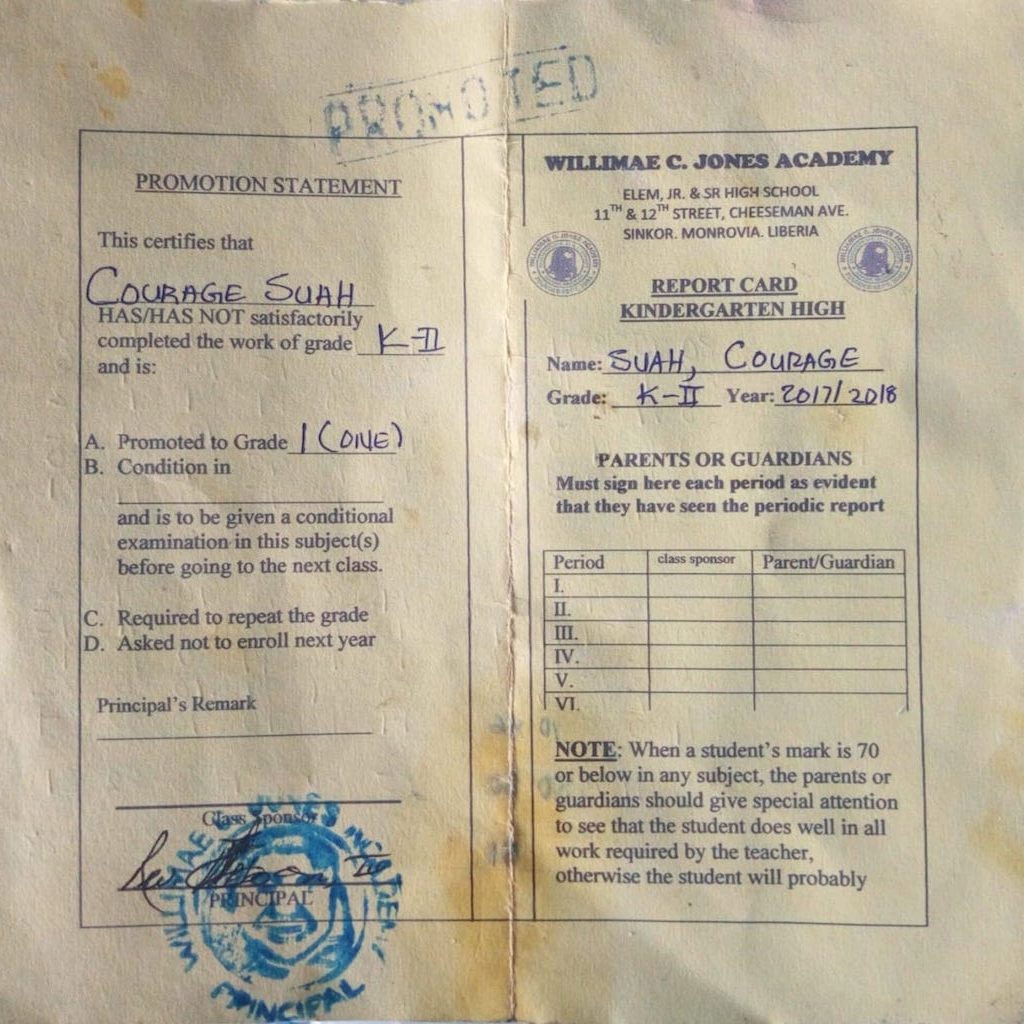 PROMOTED
PROMOTION STATEMENT
This certifies that
COURAGE SUAH
HAS/HAS NOT satisfactorily
completed the work of grade K-II
and is:
A. Promoted to Grade 1 (ONE)
B. Condition in
and is to be given a conditional
examination in this subject(s)
before going to the next class.
C. Required to repeat the grade
D. Asked not to enroll next year
Principal's Remark
Class Sponsor
PRINCIPAL
PRINCIPAL
WILLIMAE C. JONES ACADEMY
ELEM, JR. & SR HIGH SCHOOL
11TH & 12TH STREET, CHEESEMAN AVE.
SINKOR. MONROVIA. LIBERIA
WILLIMAE C. JONES ACADEMY
WILLIMAE C. JONES ACADEMY
REPORT CARD
KINDERGARTEN HIGH
Name: SUAH, COURAGE
Grade: K-II Year: 2017/2018
PARENTS OR GUARDIANS
Must sign here each period as evident
that they have seen the periodic report
Period class sponsor Parent/Guardian
I.
II.
III.
IV.
V.
VI.
NOTE: When a student's mark is 70
or below in any subject, the parents or
guardians should give special attention
to see that the student does well in all
work required by the teacher,
otherwise the student will probably